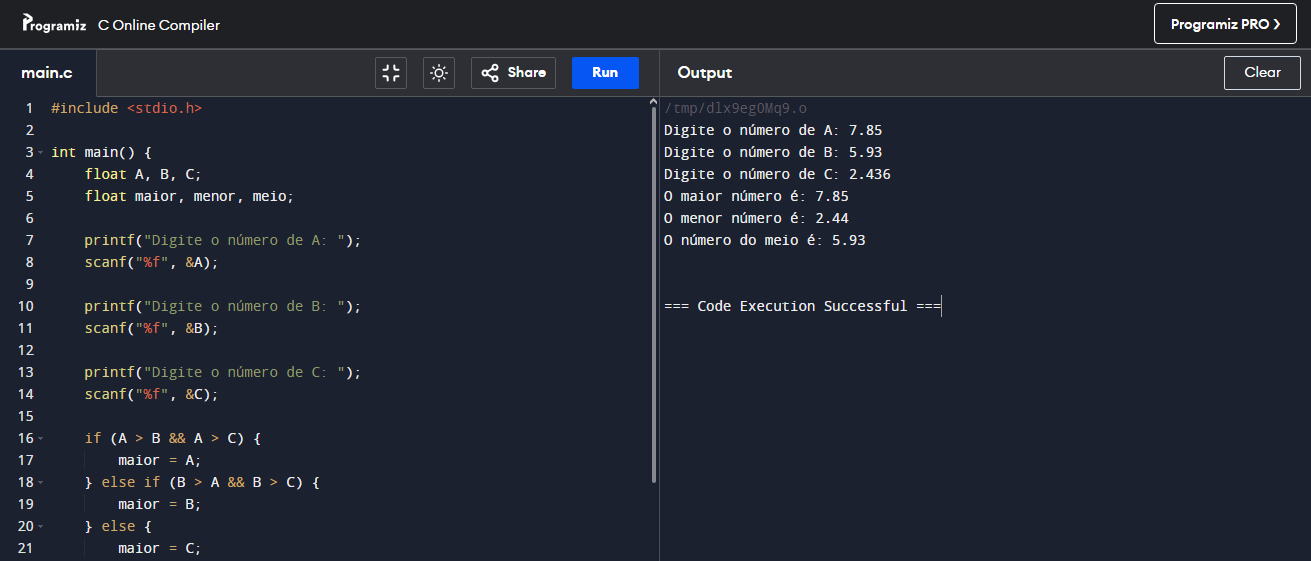 Programiz C Online Compiler
Programiz PRO >
main.c
Share
Run
Output
Clear
1 #include <stdio.h>
2
3 int main() {
4     float A, B, C;
5     float maior, menor, meio;
6
7     printf("Digite o número de A: ");
8     scanf("%f", &A);
9
10     printf("Digite o número de B: ");
11     scanf("%f", &B);
12
13     printf("Digite o número de C: ");
14     scanf("%f", &C);
15
16     if (A > B && A > C) {
17         maior = A;
18     } else if (B > A && B > C) {
19         maior = B;
20     } else {
21         maior = C;
/tmp/dlx9egOMq9.o
Digite o número de A: 7.85
Digite o número de B: 5.93
Digite o número de C: 2.436
O maior número é: 7.85
O menor número é: 2.44
O número do meio é: 5.93
=== Code Execution Successful ===